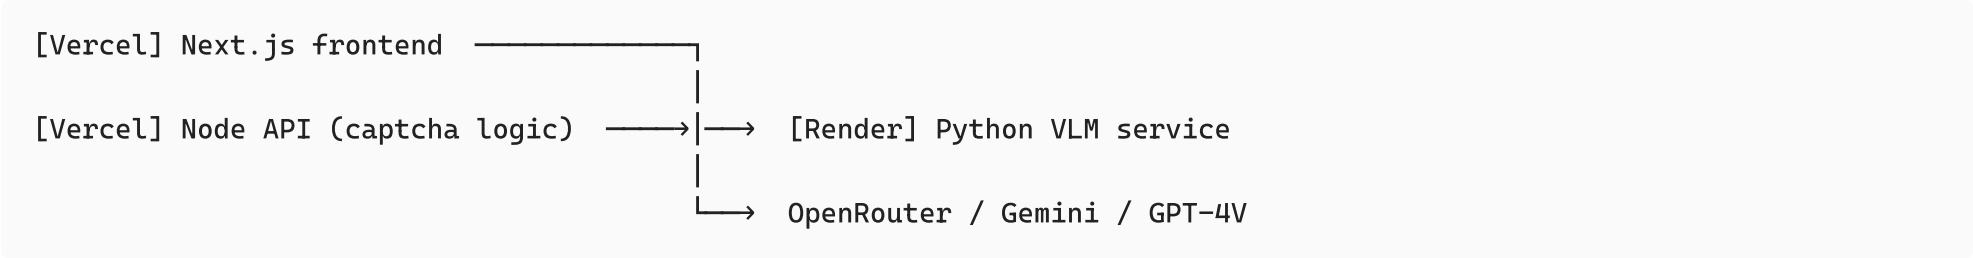 [Vercel] Next.js frontend
[Vercel] Node API (captcha logic)
[Render] Python VLM service
OpenRouter / Gemini / GPT-4V